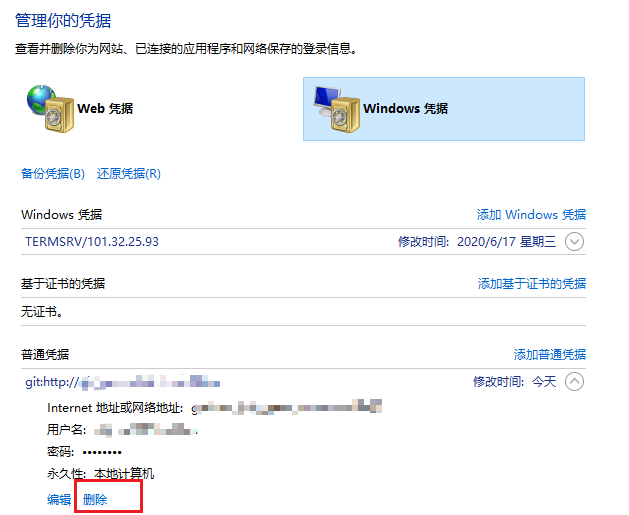 管理你的凭据
查看并删除你为网站、已连接的应用程序和网络保存的登录信息。
Web 凭据 Windows 凭据
备份凭据(B) 还原凭据(R)
Windows 凭据 添加 Windows 凭据
TERMSRV/101.32.25.93 修改时间: 2020/6/17 星期三
基于证书的凭据 添加基于证书的凭据
无证书。
普通凭据 添加普通凭据
git:http:// 修改时间: 今天
Internet 地址或网络地址:
用户名:
密码: ••••••••
永久性: 本地计算机
编辑 删除